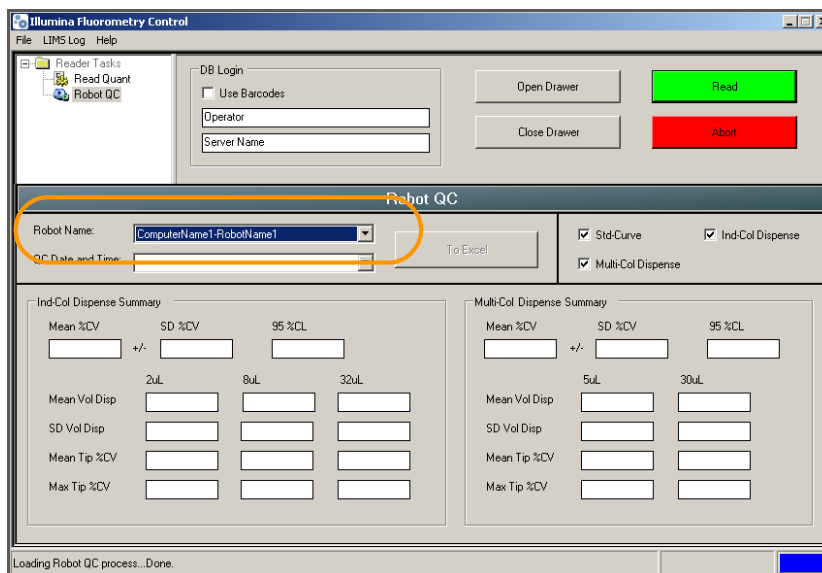 Illumina Fluorometry Control
File LIMS Log Help
Reader Tasks
Read Quant
Robot QC
DB Login
Use Barcodes
Operator
Server Name
Open Drawer
Read
Close Drawer
Abort
Robot QC
Robot Name:
ComputerName1-RobotName1
QC Date and Time:
To Excel
Std-Curve
Ind-Col Dispense
Multi-Col Dispense
Ind-Col Dispense Summary
Mean %CV SD %CV 95 %CL
+/-
2uL 8uL 32uL
Mean Vol Disp
SD Vol Disp
Mean Tip %CV
Max Tip %CV
Multi-Col Dispense Summary
Mean %CV SD %CV 95 %CL
+/-
5uL 30uL
Mean Vol Disp
SD Vol Disp
Mean Tip %CV
Max Tip %CV
Loading Robot QC process...Done.